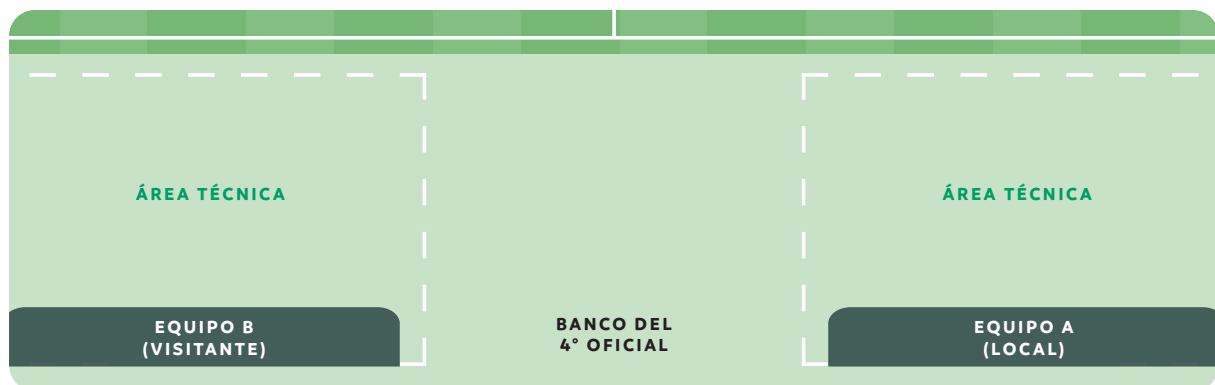 ÁREA TÉCNICA
ÁREA TÉCNICA
EQUIPO B
(VISITANTE)
BANCO DEL
4° OFICIAL
EQUIPO A
(LOCAL)